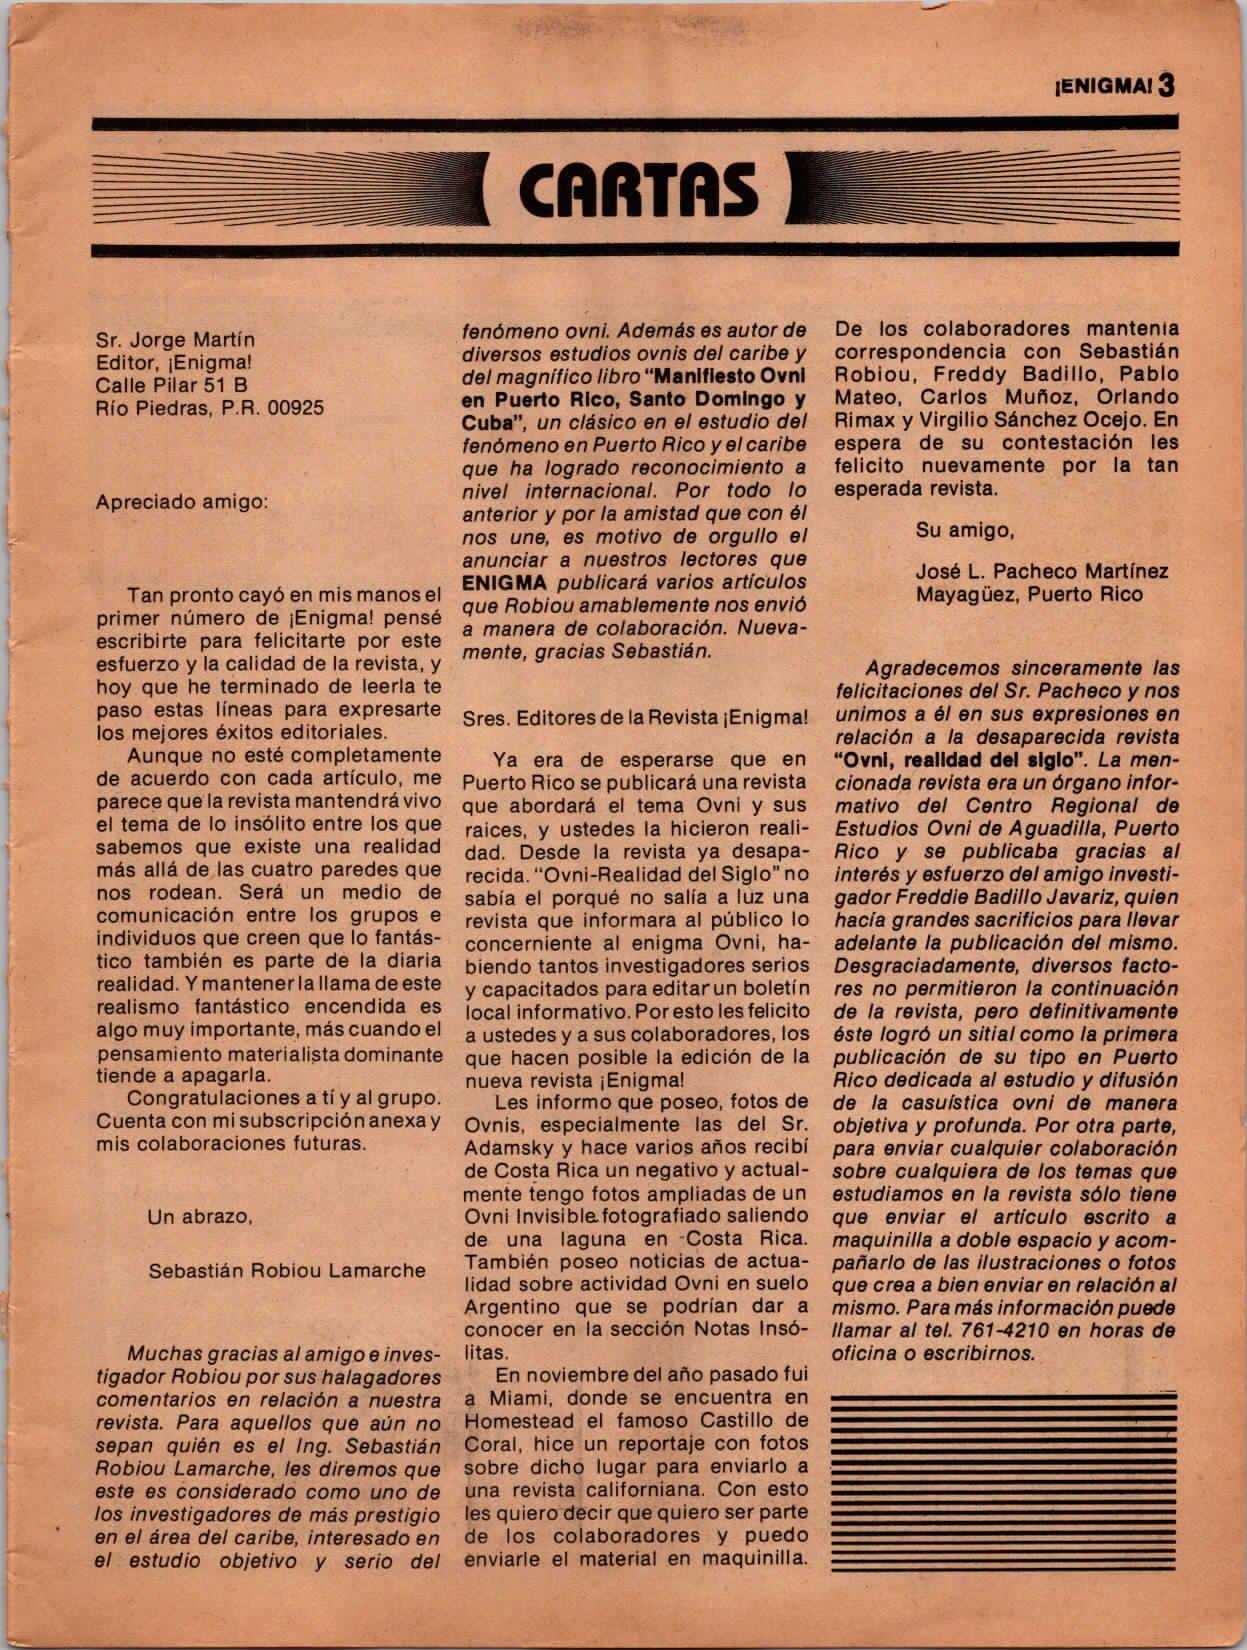 ¡ENIGMA! 3
CARTAS
Sr. Jorge Martín
Editor, ¡Enigma!
Calle Pilar 51 B
Río Piedras, P.R. 00925
Apreciado amigo:
Tan pronto cayó en mis manos el
primer número de ¡Enigma! pensé
escribirte para felicitarte por este
esfuerzo y la calidad de la revista, y
hoy que he terminado de leerla te
paso estas líneas para expresarte
los mejores éxitos editoriales.
Aunque no esté completamente
de acuerdo con cada artículo, me
parece que la revista mantendrá vivo
el tema de lo insólito entre los que
sabemos que existe una realidad
más allá de las cuatro paredes que
nos rodean. Será un medio de
comunicación entre los grupos e
individuos que creen que lo fantás-
tico también es parte de la diaria
realidad. Y mantener la llama de este
realismo fantástico encendida es
algo muy importante, más cuando el
pensamiento materialista dominante
tiende a apagarla.
Congratulaciones a tí y al grupo.
Cuenta con mi subscripción anexa y
mis colaboraciones futuras.
Un abrazo,
Sebastián Robiou Lamarche
Muchas gracias al amigo e inves-
tigador Robiou por sus halagadores
comentarios en relación a nuestra
revista. Para aquellos que aún no
sepan quién es el Ing. Sebastián
Robiou Lamarche, les diremos que
este es considerado como uno de
los investigadores de más prestigio
en el área del caribe, interesado en
el estudio objetivo y serio del
fenómeno ovni. Además es autor de
diversos estudios ovnis del caribe y
del magnífico libro "Manifiesto Ovni
en Puerto Rico, Santo Domingo y
Cuba", un clásico en el estudio del
fenómeno en Puerto Rico y el caribe
que ha logrado reconocimiento a
nivel internacional. Por todo lo
anterior y por la amistad que con él
nos une, es motivo de orgullo el
anunciar a nuestros lectores que
ENIGMA publicará varios artículos
que Robiou amablemente nos envió
a manera de colaboración. Nueva-
mente, gracias Sebastián.
Sres. Editores de la Revista ¡Enigma!
Ya era de esperarse que en
Puerto Rico se publicará una revista
que abordará el tema Ovni y sus
raices, y ustedes la hicieron reali-
dad. Desde la revista ya desapa-
recida. "Ovni-Realidad del Siglo" no
sabía el porqué no salía a luz una
revista que informara al público lo
concerniente al enigma Ovni, ha-
biendo tantos investigadores serios
y capacitados para editar un boletín
local informativo. Por esto les felicito
a ustedes y a sus colaboradores, los
que hacen posible la edición de la
nueva revista ¡Enigma!
Les informo que poseo, fotos de
Ovnis, especialmente las del Sr.
Adamsky y hace varios años recibí
de Costa Rica un negativo y actual-
mente tengo fotos ampliadas de un
Ovni Invisible fotografiado saliendo
de una laguna en Costa Rica.
También poseo noticias de actua-
lidad sobre actividad Ovni en suelo
Argentino que se podrían dar a
conocer en la sección Notas Insó-
litas.
En noviembre del año pasado fui
a Miami, donde se encuentra en
Homestead el famoso Castillo de
Coral, hice un reportaje con fotos
sobre dicho lugar para enviarlo a
una revista californiana. Con esto
les quiero decir que quiero ser parte
de los colaboradores y puedo
enviarle el material en maquinilla.
De los colaboradores mantenia
correspondencia con Sebastián
Robiou, Freddy Badillo, Pablo
Mateo, Carlos Muñoz, Orlando
Rimax y Virgilio Sánchez Ocejo. En
espera de su contestación les
felicito nuevamente por la tan
esperada revista.
Su amigo,
José L. Pacheco Martínez
Mayagüez, Puerto Rico
Agradecemos sinceramente las
felicitaciones del Sr. Pacheco y nos
unimos a él en sus expresiones en
relación a la desaparecida revista
"Ovni, realidad del siglo". La men-
cionada revista era un órgano infor-
mativo del Centro Regional de
Estudios Ovni de Aguadilla, Puerto
Rico y se publicaba gracias al
interés y esfuerzo del amigo investi-
gador Freddie Badillo Javariz, quien
hacía grandes sacrificios para llevar
adelante la publicación del mismo.
Desgraciadamente, diversos facto-
res no permitieron la continuación
de la revista, pero definitivamente
éste logró un sitial como la primera
publicación de su tipo en Puerto
Rico dedicada al estudio y difusión
de la casuística ovni de manera
objetiva y profunda. Por otra parte,
para enviar cualquier colaboración
sobre cualquiera de los temas que
estudiamos en la revista sólo tiene
que enviar el artículo escrito a
maquinilla a doble espacio y acom-
pañarlo de las ilustraciones o fotos
que crea a bien enviar en relación al
mismo. Para más información puede
llamar al tel. 761-4210 en horas de
oficina o escribirnos.